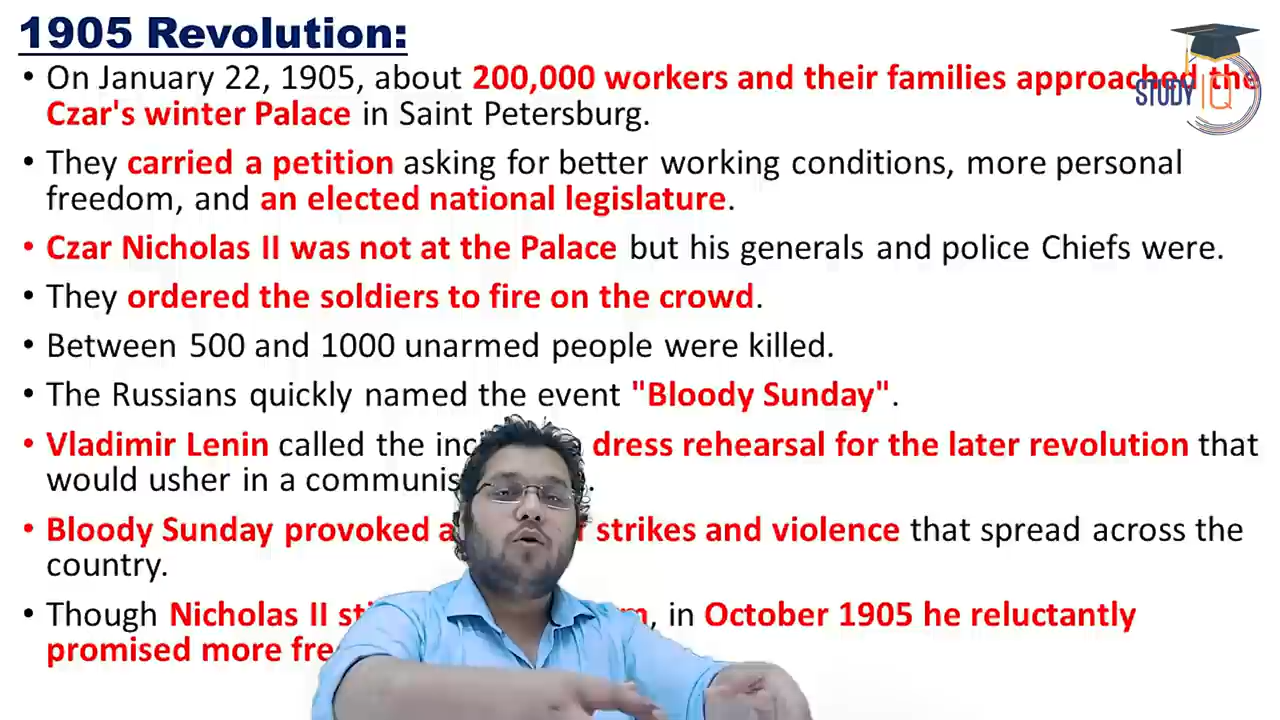 1905 Revolution:
• On January 22, 1905, about 200,000 workers and their families approached the
Czar's winter Palace in Saint Petersburg.
• They carried a petition asking for better working conditions, more personal
freedom, and an elected national legislature.
• Czar Nicholas II was not at the Palace but his generals and police Chiefs were.
• They ordered the soldiers to fire on the crowd.
• Between 500 and 1000 unarmed people were killed.
• The Russians quickly named the event "Bloody Sunday".
• Vladimir Lenin called the dress rehearsal for the later revolution that
would usher in a
• Bloody Sunday provoked strikes and violence that spread across the
country.
• Though Nicholas II , in October 1905 he reluctantly
promised more
STUDY IQ